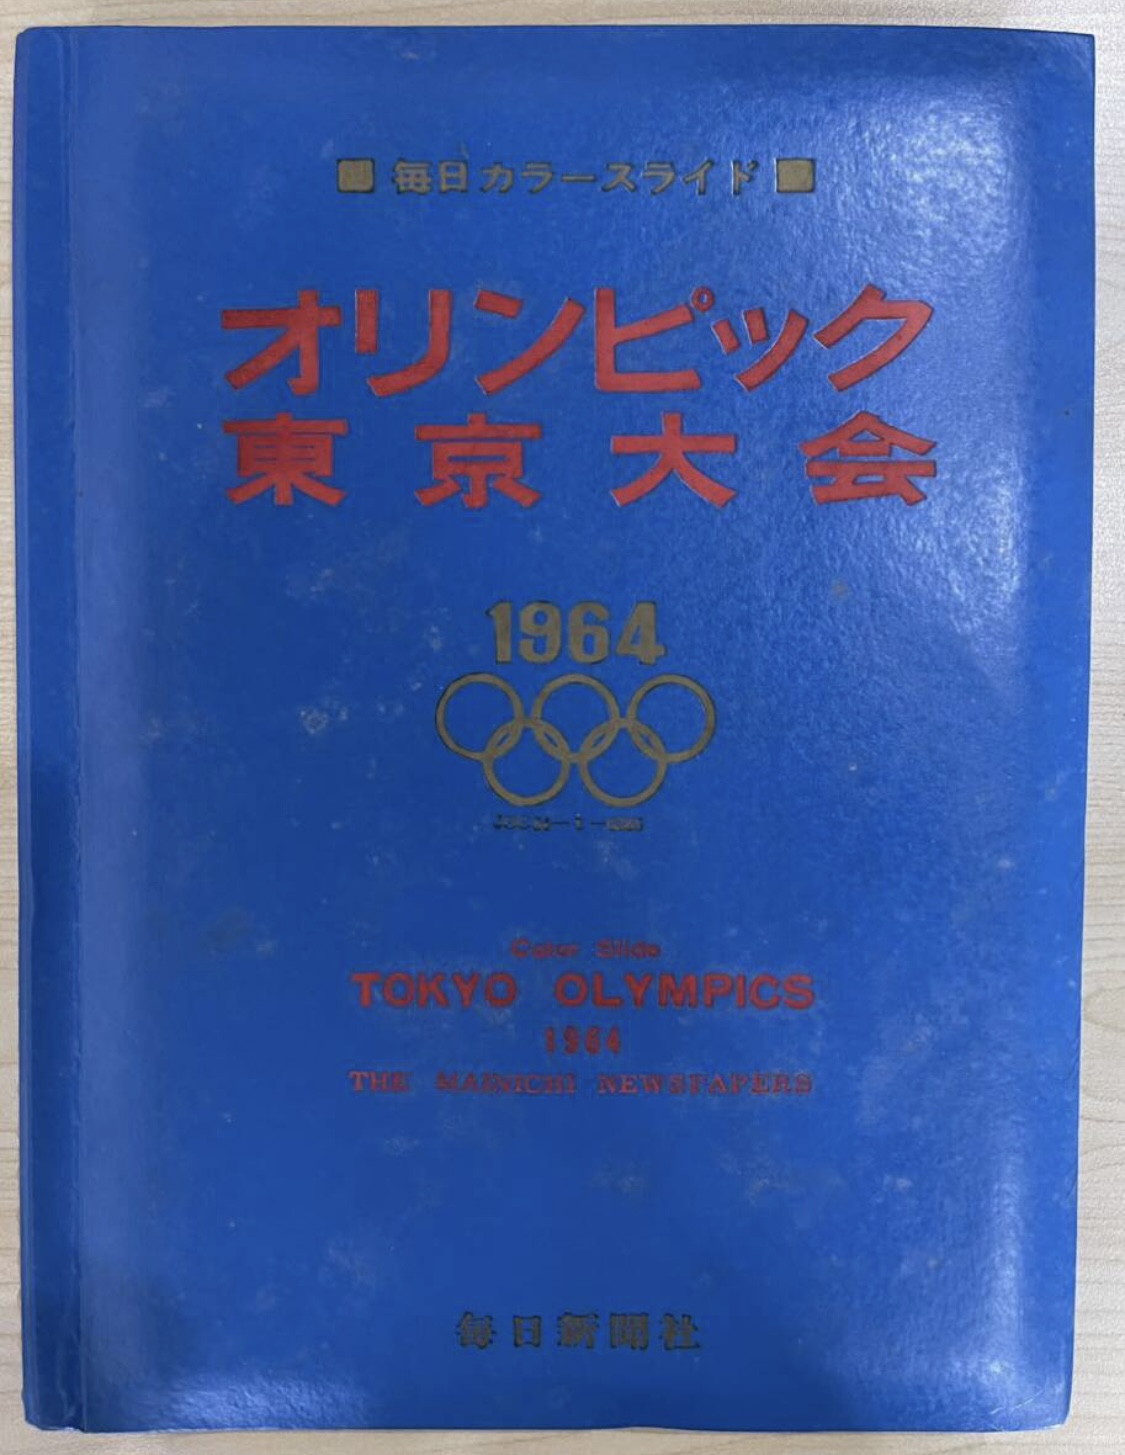 ■ 毎日カラースライド ■
オリンピック
東京大会
1964
Color Slide
TOKYO OLYMPICS
1964
THE MAINICHI NEWSPAPERS
毎日新聞社